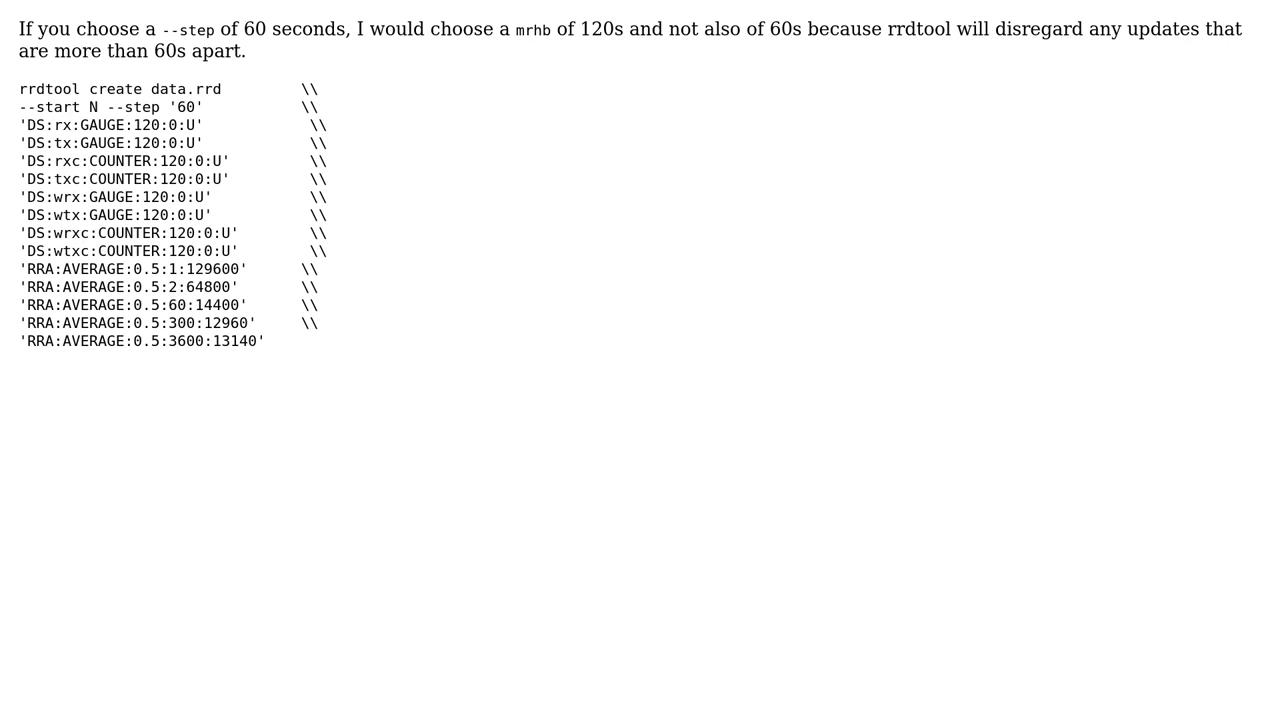 If you choose a --step of 60 seconds, I would choose a mrhb of 120s and not also of 60s because rrdtool will disregard any updates that
are more than 60s apart.
rrdtool create data.rrd         \\
--start N --step '60'           \\
'DS:rx:GAUGE:120:0:U'            \\
'DS:tx:GAUGE:120:0:U'            \\
'DS:rxc:COUNTER:120:0:U'         \\
'DS:txc:COUNTER:120:0:U'         \\
'DS:wrx:GAUGE:120:0:U'           \\
'DS:wtx:GAUGE:120:0:U'           \\
'DS:wrxc:COUNTER:120:0:U'        \\
'DS:wtxc:COUNTER:120:0:U'        \\
'RRA:AVERAGE:0.5:1:129600'      \\
'RRA:AVERAGE:0.5:2:64800'       \\
'RRA:AVERAGE:0.5:60:14400'      \\
'RRA:AVERAGE:0.5:300:12960'     \\
'RRA:AVERAGE:0.5:3600:13140'